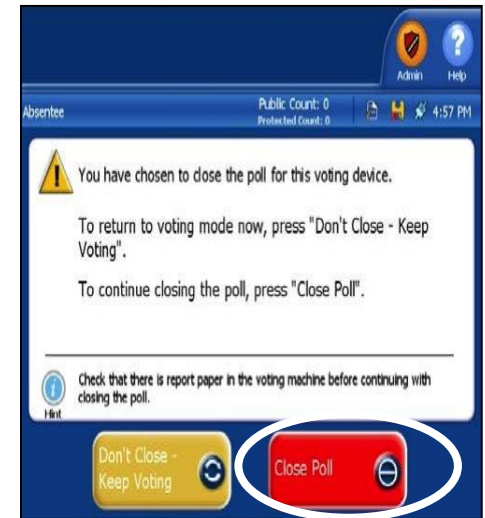 Admin Help
Absentee Public Count: 0 4:57 PM
Protected Count: 0
You have chosen to close the poll for this voting device.
To return to voting mode now, press "Don't Close - Keep
Voting".
To continue closing the poll, press "Close Poll".
Check that there is report paper in the voting machine before continuing with
closing the poll.
Hint
Don't Close -
Keep Voting
Close Poll